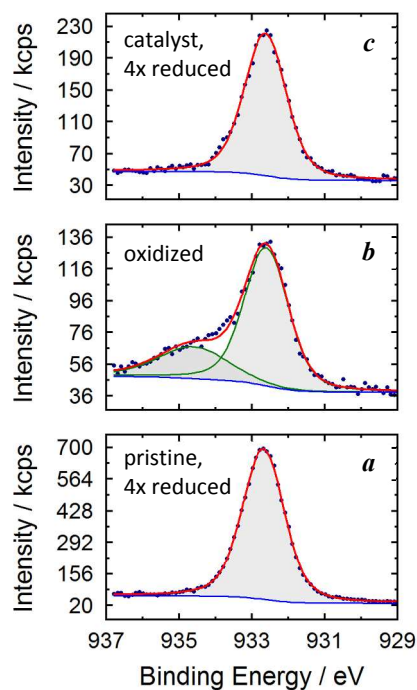 catalyst, c
4x reduced
230
190
150
110
70
30
Intensity / kcps
oxidized b
136
116
96
76
56
36
Intensity / kcps
pristine, a
4x reduced
700
564
428
292
156
20
Intensity / kcps
937 935 933 931 929
Binding Energy / eV